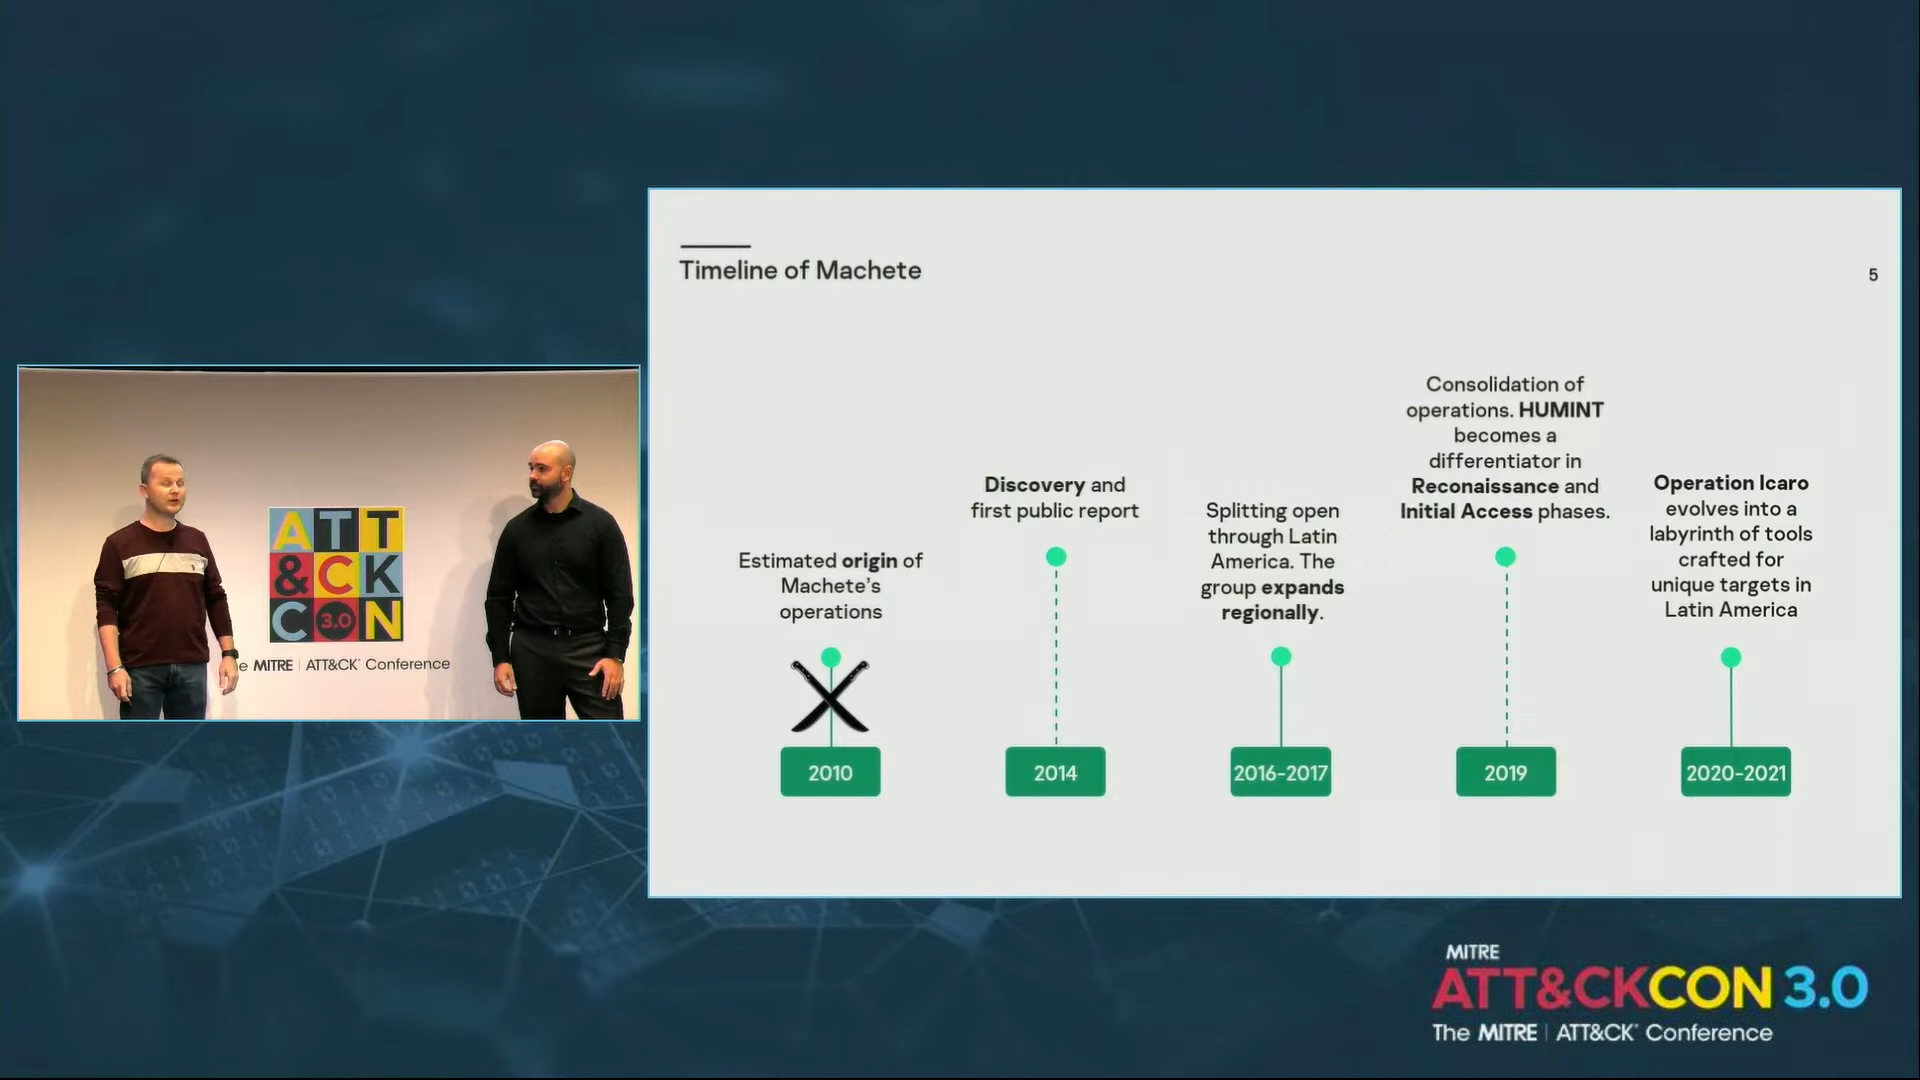 Timeline of Machete
5
Estimated origin of
Machete's
operations
Discovery and
first public report
Splitting open
through Latin
America. The
group expands
regionally.
Consolidation of
operations. HUMINT
becomes a
differentiator in
Reconaissance and
Initial Access phases.
Operation Icaro
evolves into a
labyrinth of tools
crafted for
unique targets in
Latin America
2010
2014
2016-2017
2019
2020-2021
ATT
&CK
C3.0N
e MITRE | ATT&CK® Conference
MITRE
ATT&CKCON 3.0
The MITRE | ATT&CK® Conference